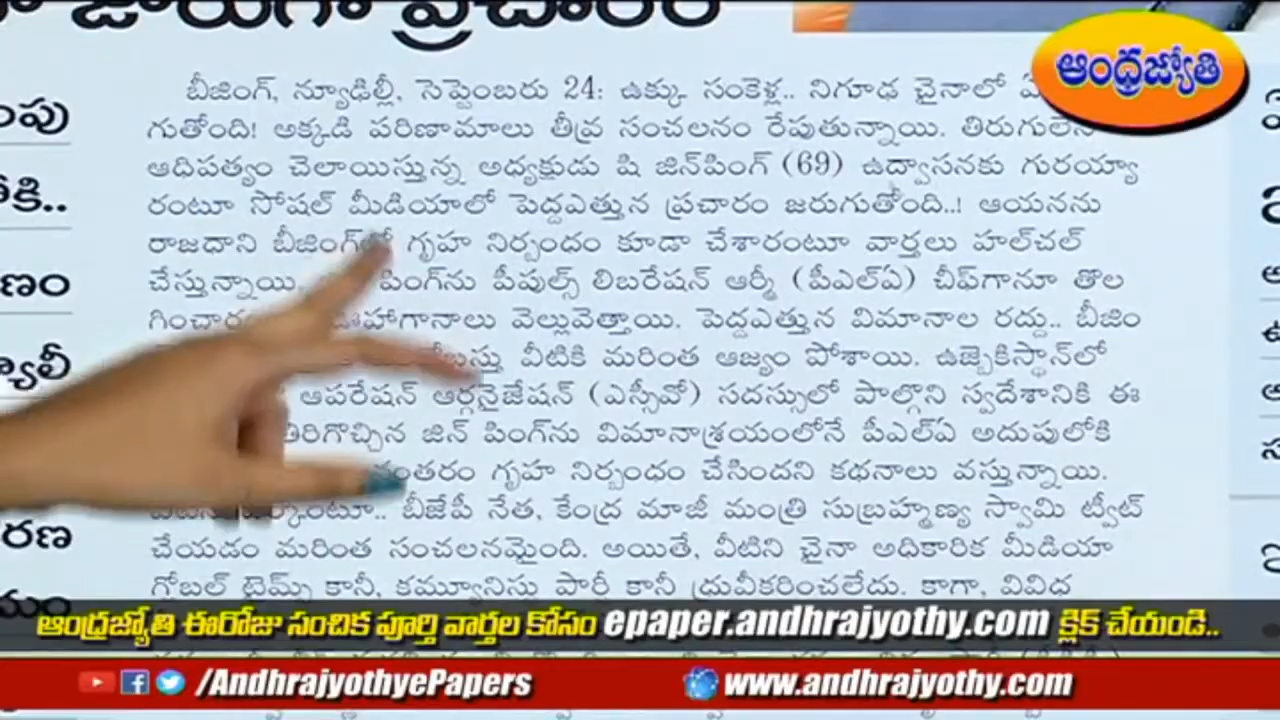 జోరుగా ప్రచారం
ఆంధ్రజ్యోతి
బీజింగ్, న్యూఢిల్లీ, సెప్టెంబరు 24: ఉక్కు సంకెళ్ల.. నిగూఢ చైనాలో
గుతోంది! అక్కడి పరిణామాలు తీవ్ర సంచలనం రేపుతున్నాయి. తిరుగులేని
ఆధిపత్యం చెలాయిస్తున్న అధ్యక్షుడు షి జిన్‌పింగ్ (69) ఉద్వాసనకు గురయ్యా
రంటూ సోషల్ మీడియాలో పెద్దఎత్తున ప్రచారం జరుగుతోంది..! ఆయనను
రాజధాని బీజింగ్‌లో గృహ నిర్బంధం కూడా చేశారంటూ వార్తలు హల్‌చల్
చేస్తున్నాయి. పింగ్‌ను పీపుల్స్ లిబరేషన్ ఆర్మీ (పీఎల్ఏ) చీఫ్‌గానూ తొల
ఊహాగానాలు వెల్లువెత్తాయి. పెద్దఎత్తున విమానాల రద్దు.. బీజిం
వీటికి మరింత ఆజ్యం పోశాయి. ఉజ్బెకిస్థాన్‌లో
ఆపరేషన్ ఆర్గనైజేషన్ (ఎస్సీవో) సదస్సులో పాల్గొని స్వదేశానికి ఈ
తిరిగొచ్చిన జిన్ పింగ్‌ను విమానాశ్రయంలోనే పీఎల్ఏ అదుపులోకి
నంతరం గృహ నిర్బంధం చేసిందని కథనాలు వస్తున్నాయి.
బీజేపీ నేత, కేంద్ర మాజీ మంత్రి సుబ్రహ్మణ్య స్వామి ట్వీట్
చేయడం మరింత సంచలనమైంది. అయితే, వీటిని చైనా అధికారిక మీడియా
గ్లోబల్ టైమ్స్ కానీ, కమ్యూనిస్టు పార్టీ కానీ ధ్రువీకరించలేదు. కాగా, వివిధ
ఆంధ్రజ్యోతి ఈరోజు సంచిక పూర్తి వార్తల కోసం epaper.andhrajyothy.com క్లిక్ చేయండి..
/AndhrajyothyePapers www.andhrajyothy.com